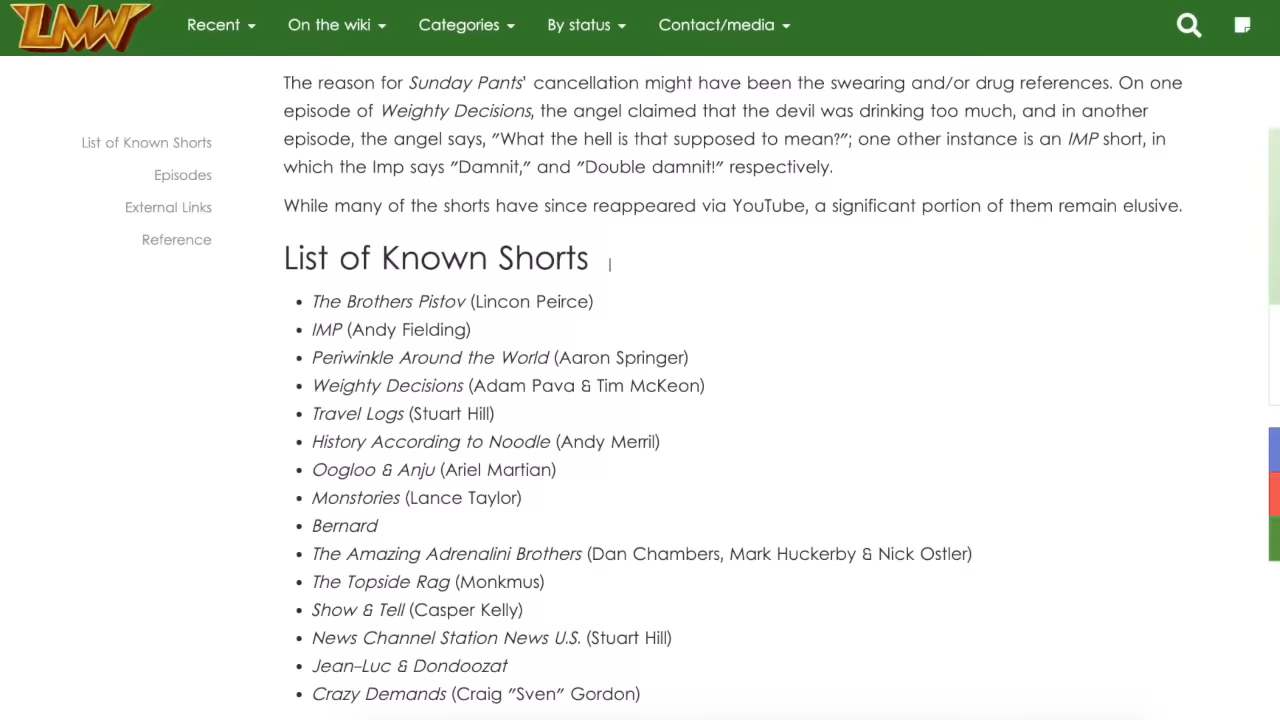 LMW Recent On the wiki Categories By status Contact/media
The reason for Sunday Pants' cancellation might have been the swearing and/or drug references. On one
episode of Weighty Decisions, the angel claimed that the devil was drinking too much, and in another
episode, the angel says, "What the hell is that supposed to mean?"; one other instance is an IMP short, in
which the Imp says "Damnit," and "Double damnit!" respectively.
While many of the shorts have since reappeared via YouTube, a significant portion of them remain elusive.
List of Known Shorts
Episodes
External Links
Reference
List of Known Shorts
• The Brothers Pistov (Lincon Peirce)
• IMP (Andy Fielding)
• Periwinkle Around the World (Aaron Springer)
• Weighty Decisions (Adam Pava & Tim McKeon)
• Travel Logs (Stuart Hill)
• History According to Noodle (Andy Merril)
• Oogloo & Anju (Ariel Martian)
• Monstories (Lance Taylor)
• Bernard
• The Amazing Adrenalini Brothers (Dan Chambers, Mark Huckerby & Nick Ostler)
• The Topside Rag (Monkmus)
• Show & Tell (Casper Kelly)
• News Channel Station News U.S. (Stuart Hill)
• Jean-Luc & Dondoozat
• Crazy Demands (Craig "Sven" Gordon)